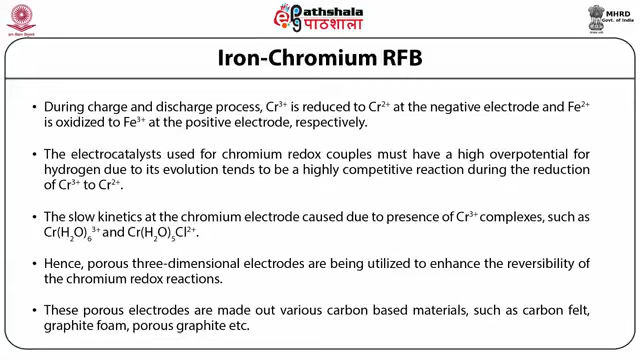 ePathshala
पाठशाला
MHRD
Govt. of India
Iron-Chromium RFB
• During charge and discharge process, Cr³⁺ is reduced to Cr²⁺ at the negative electrode and Fe²⁺
is oxidized to Fe³⁺ at the positive electrode, respectively.
• The electrocatalysts used for chromium redox couples must have a high overpotential for
hydrogen due to its evolution tends to be a highly competitive reaction during the reduction
of Cr³⁺ to Cr²⁺.
• The slow kinetics at the chromium electrode caused due to presence of Cr³⁺ complexes, such as
Cr(H₂O)₆³⁺ and Cr(H₂O)₅Cl²⁺.
• Hence, porous three-dimensional electrodes are being utilized to enhance the reversibility of
the chromium redox reactions.
• These porous electrodes are made out various carbon based materials, such as carbon felt,
graphite foam, porous graphite etc.